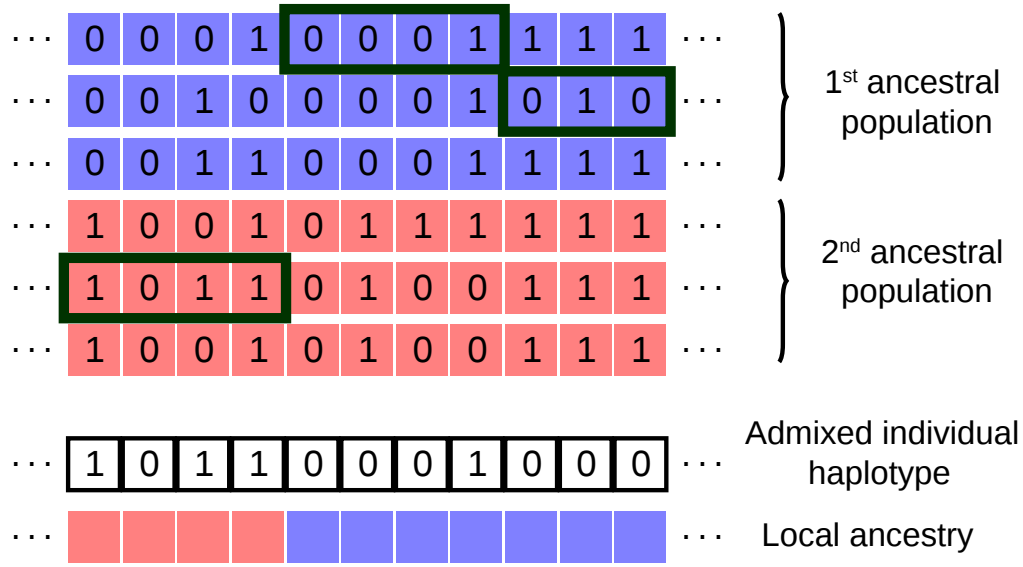 ··· 0 0 0 1 0 0 0 1 1 1 1 ···
··· 0 0 1 0 0 0 0 1 0 1 0 ···
··· 0 0 1 1 0 0 0 1 1 1 1 ···
1st ancestral
population
··· 1 0 0 1 0 1 1 1 1 1 1 ···
··· 1 0 1 1 0 1 0 0 1 1 1 ···
··· 1 0 0 1 0 1 0 0 1 1 1 ···
2nd ancestral
population
··· 1 0 1 1 0 0 0 1 0 0 0 ···
Admixed individual
haplotype
··· ··· Local ancestry